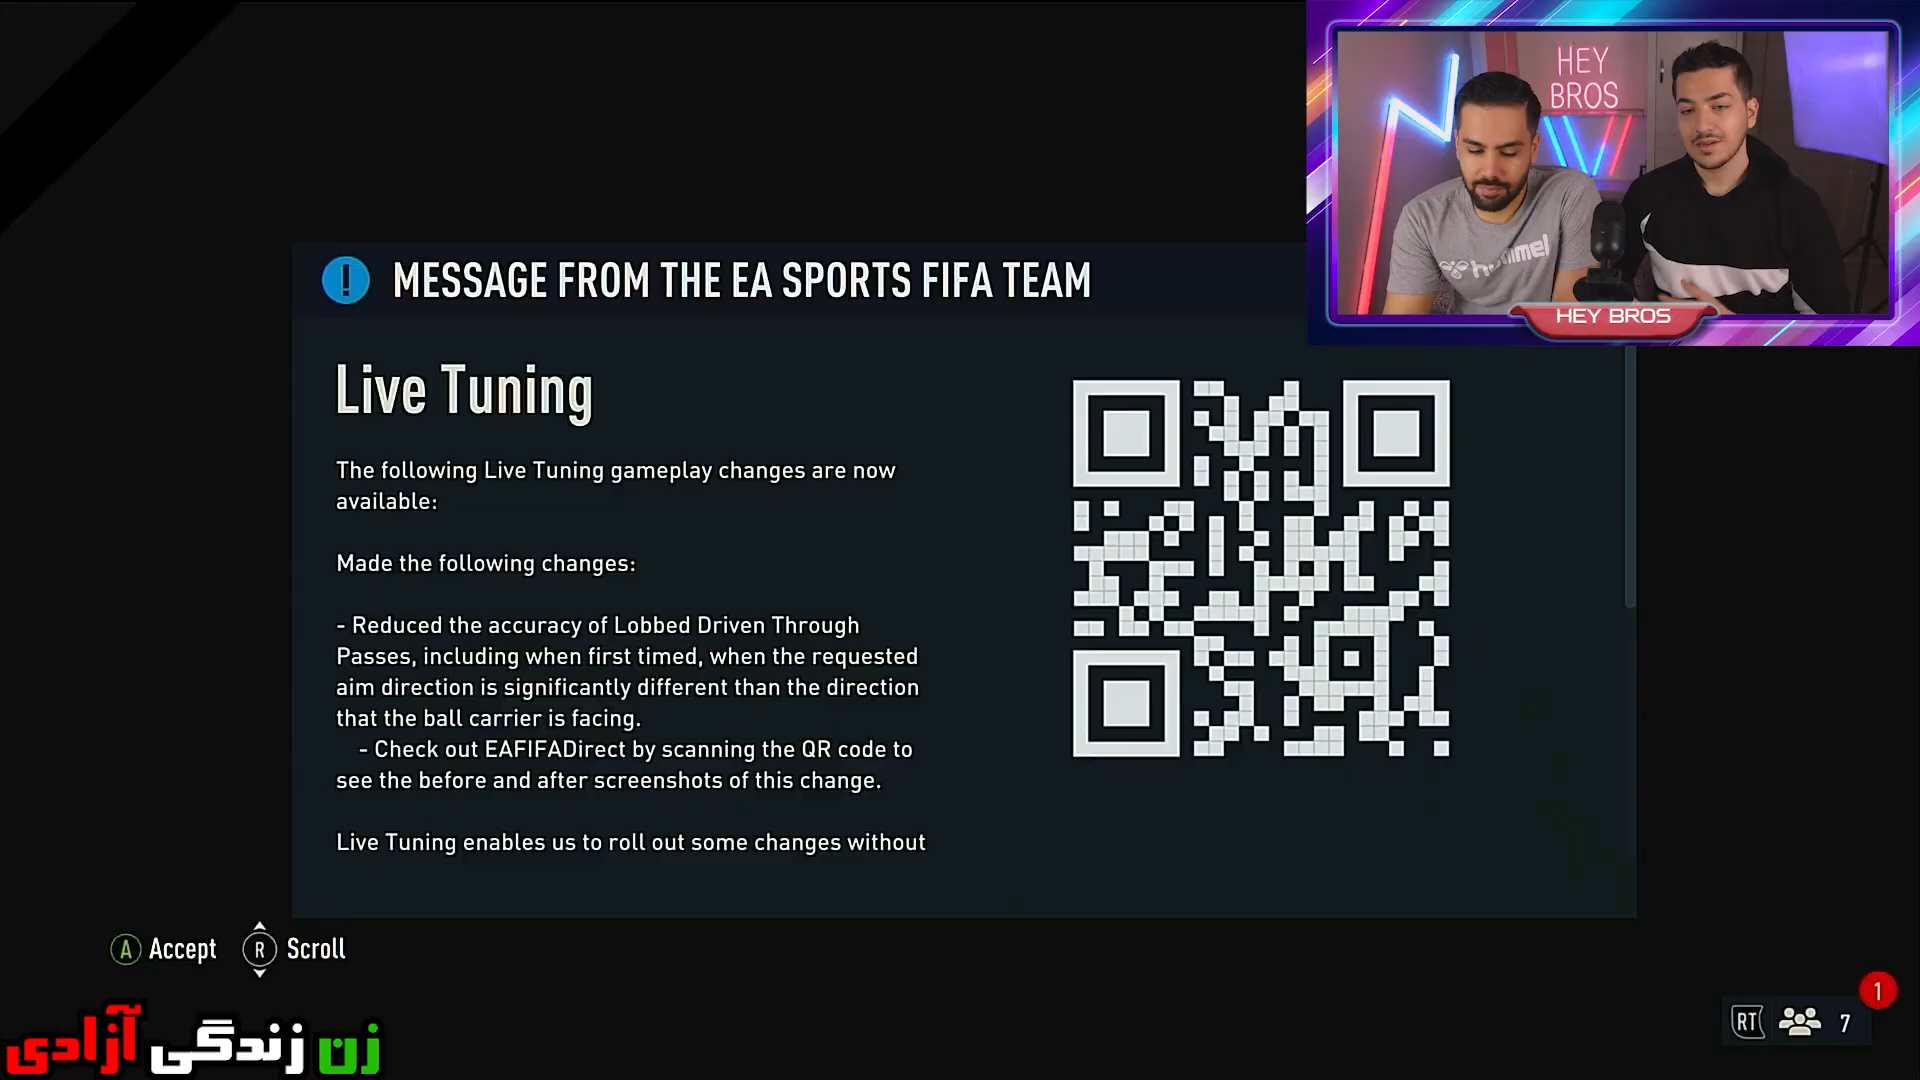 HEY
BROS
hummel
HEY BROS
MESSAGE FROM THE EA SPORTS FIFA TEAM
Live Tuning
The following Live Tuning gameplay changes are now
available:
Made the following changes:
- Reduced the accuracy of Lobbed Driven Through
Passes, including when first timed, when the requested
aim direction is significantly different than the direction
that the ball carrier is facing.
- Check out EAFIFADirect by scanning the QR code to
see the before and after screenshots of this change.
Live Tuning enables us to roll out some changes without
A Accept R Scroll
1
RT 7
زن زندگی آزادی